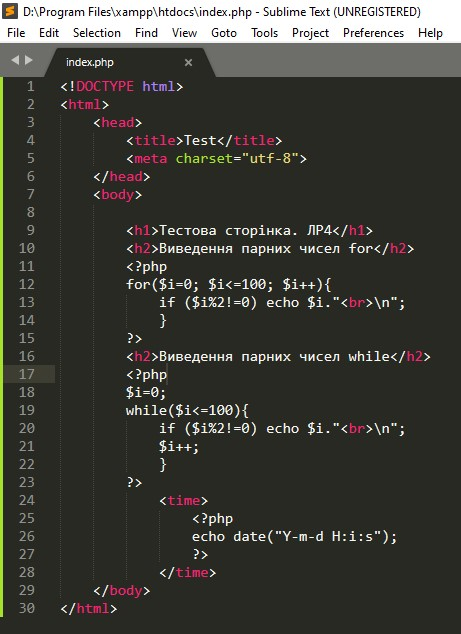 D:\Program Files\xampp\htdocs\index.php - Sublime Text (UNREGISTERED)
File Edit Selection Find View Goto Tools Project Preferences Help
index.php
1 <!DOCTYPE html>
2 <html>
3 <head>
4 <title>Test</title>
5 <meta charset="utf-8">
6 </head>
7 <body>
8
9 <h1>Тестова сторінка. ЛР4</h1>
10 <h2>Виведення парних чисел for</h2>
11 <?php
12 for($i=0; $i<=100; $i++){
13 if ($i%2!=0) echo $i."<br>\n";
14 }
15 ?>
16 <h2>Виведення парних чисел while</h2>
17 <?php
18 $i=0;
19 while($i<=100){
20 if ($i%2!=0) echo $i."<br>\n";
21 $i++;
22 }
23 ?>
24 <time>
25 <?php
26 echo date("Y-m-d H:i:s");
27 ?>
28 </time>
29 </body>
30 </html>